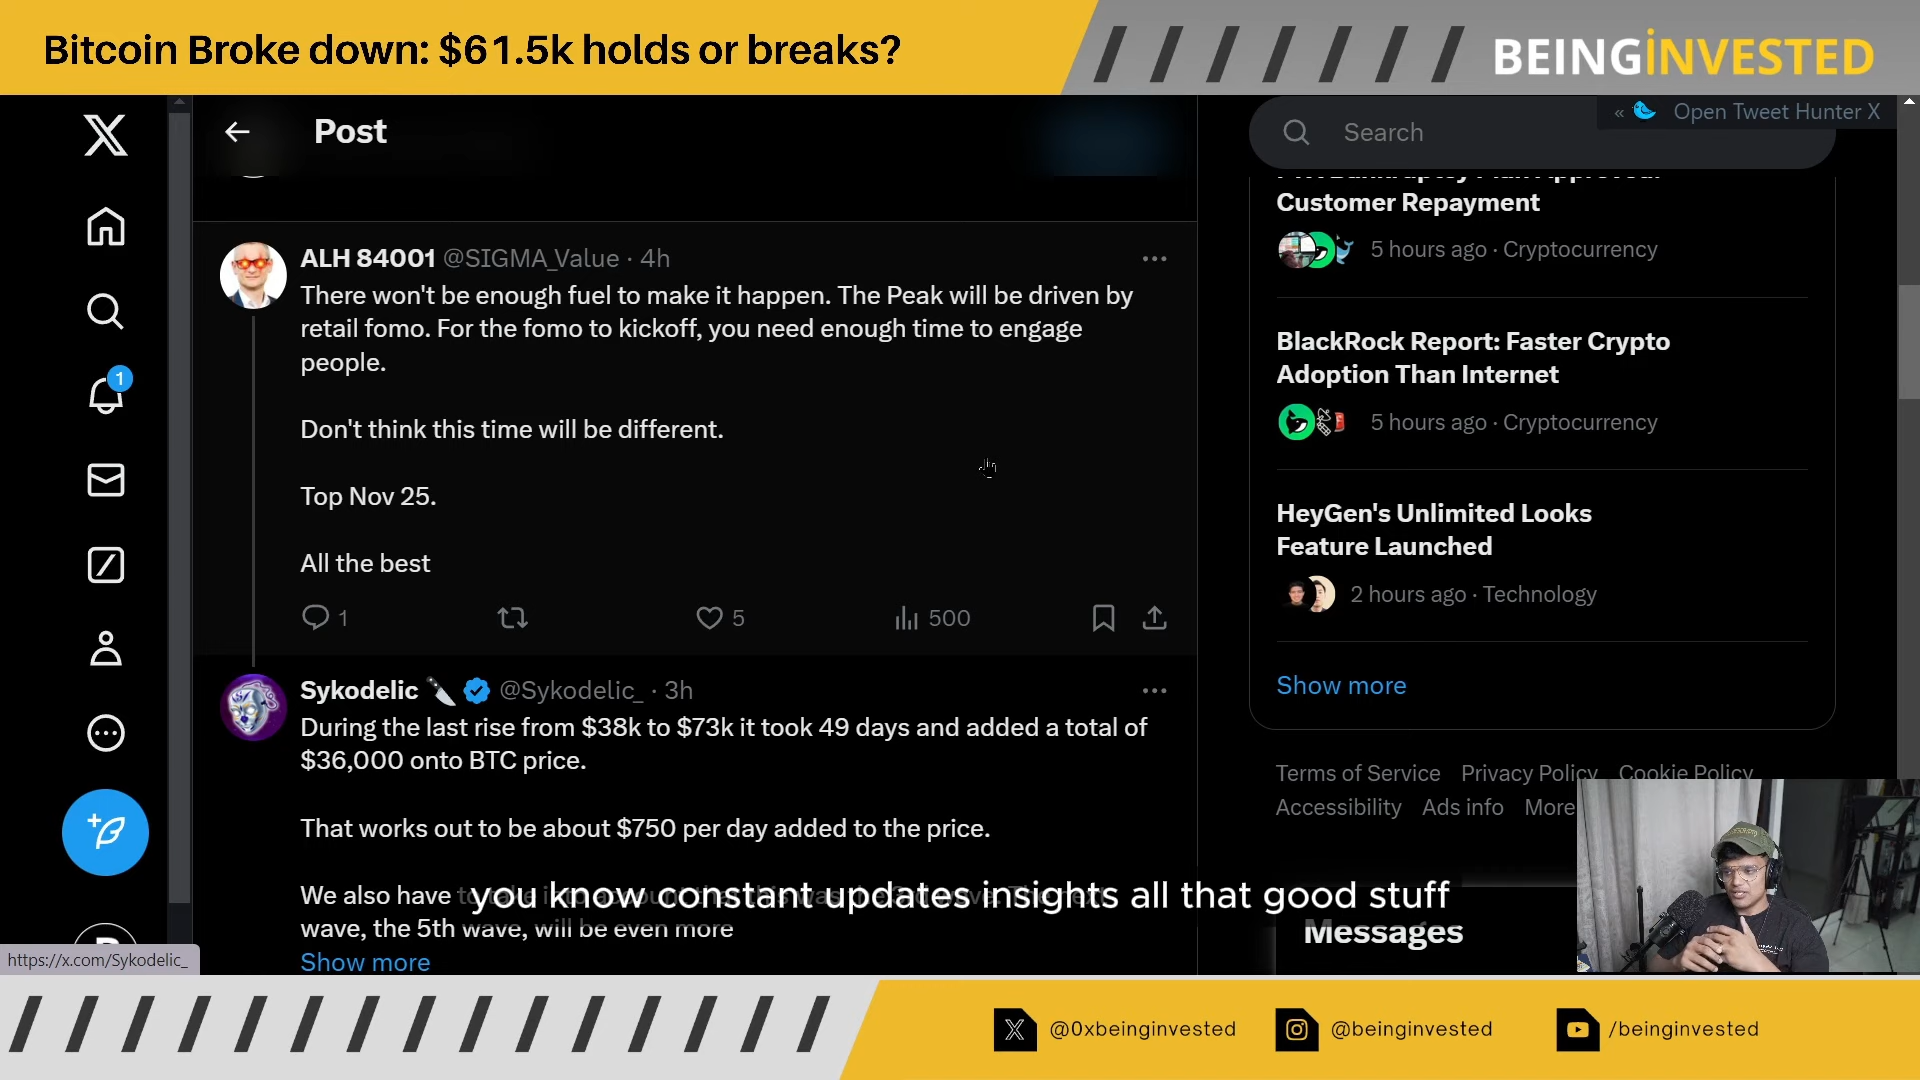 Bitcoin Broke down: $61.5k holds or breaks?
BEINGiNVESTED
Post
Search
« Open Tweet Hunter X
Customer Repayment
5 hours ago · Cryptocurrency
ALH 84001 @SIGMA_Value · 4h
There won't be enough fuel to make it happen. The Peak will be driven by
retail fomo. For the fomo to kickoff, you need enough time to engage
people.
Don't think this time will be different.
Top Nov 25.
All the best
1
5
500
BlackRock Report: Faster Crypto
Adoption Than Internet
5 hours ago · Cryptocurrency
HeyGen's Unlimited Looks
Feature Launched
2 hours ago · Technology
Show more
1
Sykodelic @Sykodelic_ · 3h
During the last rise from $38k to $73k it took 49 days and added a total of
$36,000 onto BTC price.
That works out to be about $750 per day added to the price.
We also have
wave, the 5th wave, will be even more
Show more
you know constant updates insights all that good stuff
Terms of Service Privacy Policy Cookie Policy
Accessibility Ads info More
Messages
https://x.com/Sykodelic_
@0xbeinginvested
@beinginvested
/beinginvested